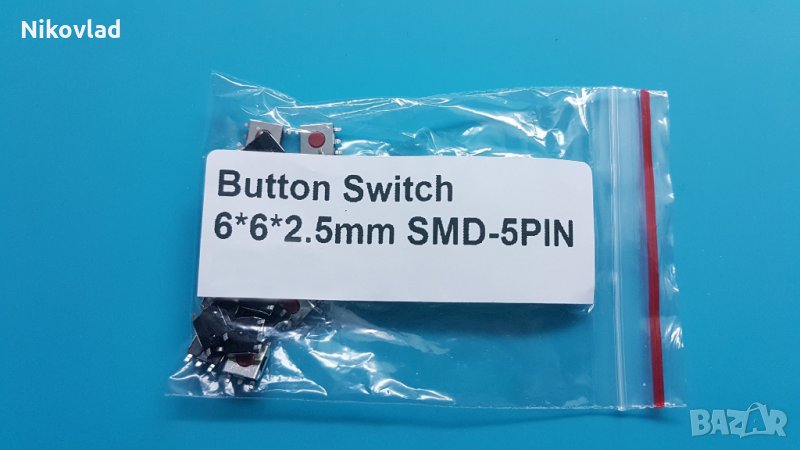 Nikovlad
Button Switch
6*6*2.5mm SMD-5PIN
BAZAR